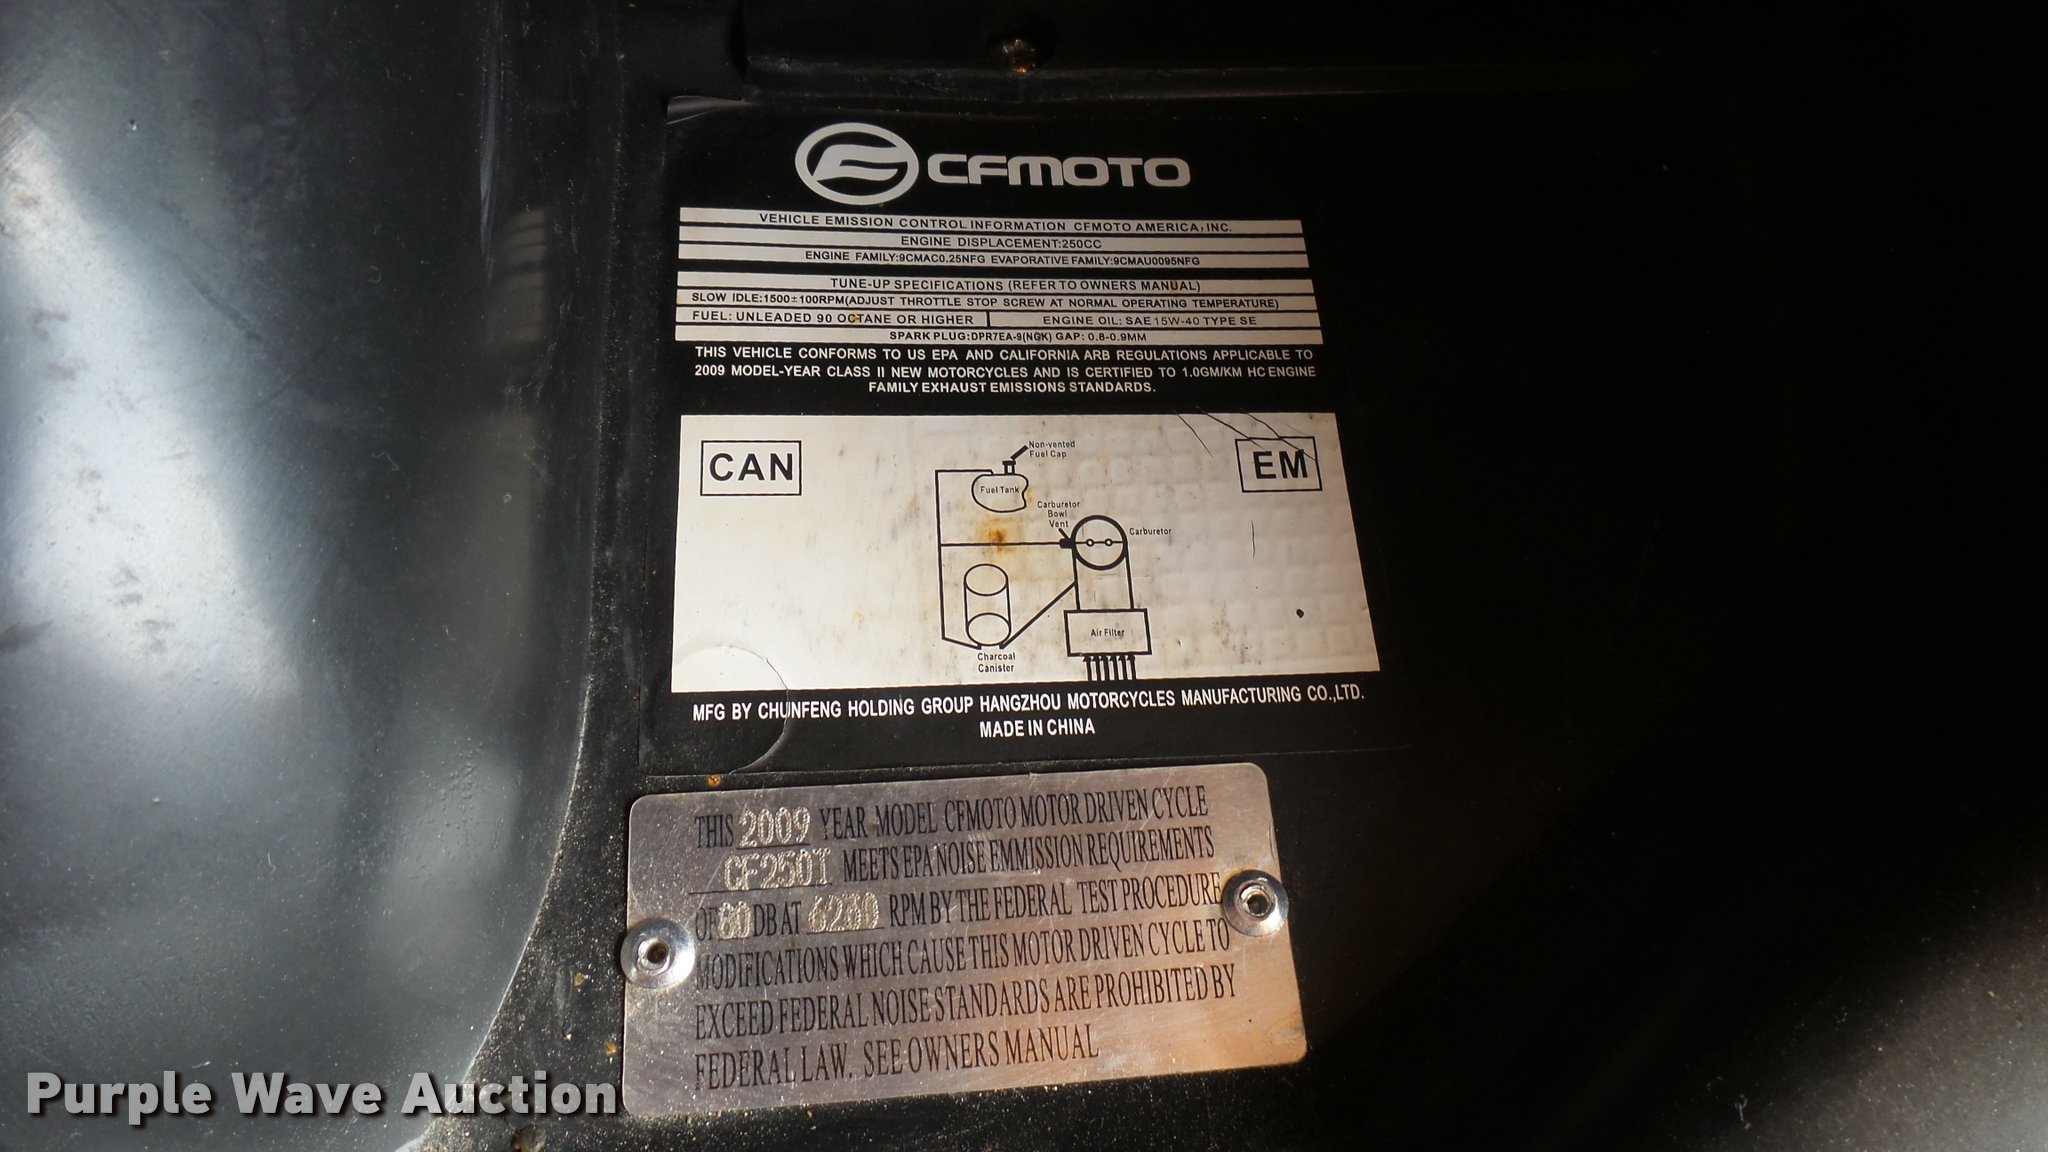 CFMOTO
VEHICLE EMISSION CONTROL INFORMATION CFMOTO AMERICA, INC.
ENGINE DISPLACEMENT:250CC
ENGINE FAMILY:9CMAC0.25NFG EVAPORATIVE FAMILY:9CMAU0095NFG
TUNE-UP SPECIFICATIONS (REFER TO OWNERS MANUAL)
SLOW IDLE:1500±100RPM(ADJUST THROTTLE STOP SCREW AT NORMAL OPERATING TEMPERATURE)
FUEL: UNLEADED 90 OCTANE OR HIGHER ENGINE OIL: SAE 15W-40 TYPE SE
SPARK PLUG:DPR7EA-9(NGK) GAP: 0.8-0.9MM
THIS VEHICLE CONFORMS TO US EPA AND CALIFORNIA ARB REGULATIONS APPLICABLE TO
2009 MODEL-YEAR CLASS II NEW MOTORCYCLES AND IS CERTIFIED TO 1.0GM/KM HC ENGINE
FAMILY EXHAUST EMISSIONS STANDARDS.
CAN
EM
Non-vented
Fuel Cap
Fuel Tank
Carburetor
Bowl
Vent
Carburetor
Air Filter
Charcoal
Canister
MFG BY CHUNFENG HOLDING GROUP HANGZHOU MOTORCYCLES MANUFACTURING CO.,LTD.
MADE IN CHINA
THIS 2009 YEAR MODEL CFMOTO MOTOR DRIVEN CYCLE
CF250T MEETS EPA NOISE EMMISSION REQUIREMENTS
OF 80 DB AT RPM BY THE FEDERAL TEST PROCEDURE
MODIFICATIONS WHICH CAUSE THIS MOTOR DRIVEN CYCLE TO
EXCEED FEDERAL NOISE STANDARDS ARE PROHIBITED BY
FEDERAL LAW. SEE OWNERS MANUAL
Purple Wave Auction